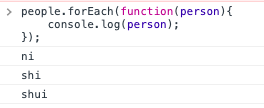 > people.forEach(function(person){
    console.log(person);
});
ni
shi
shui